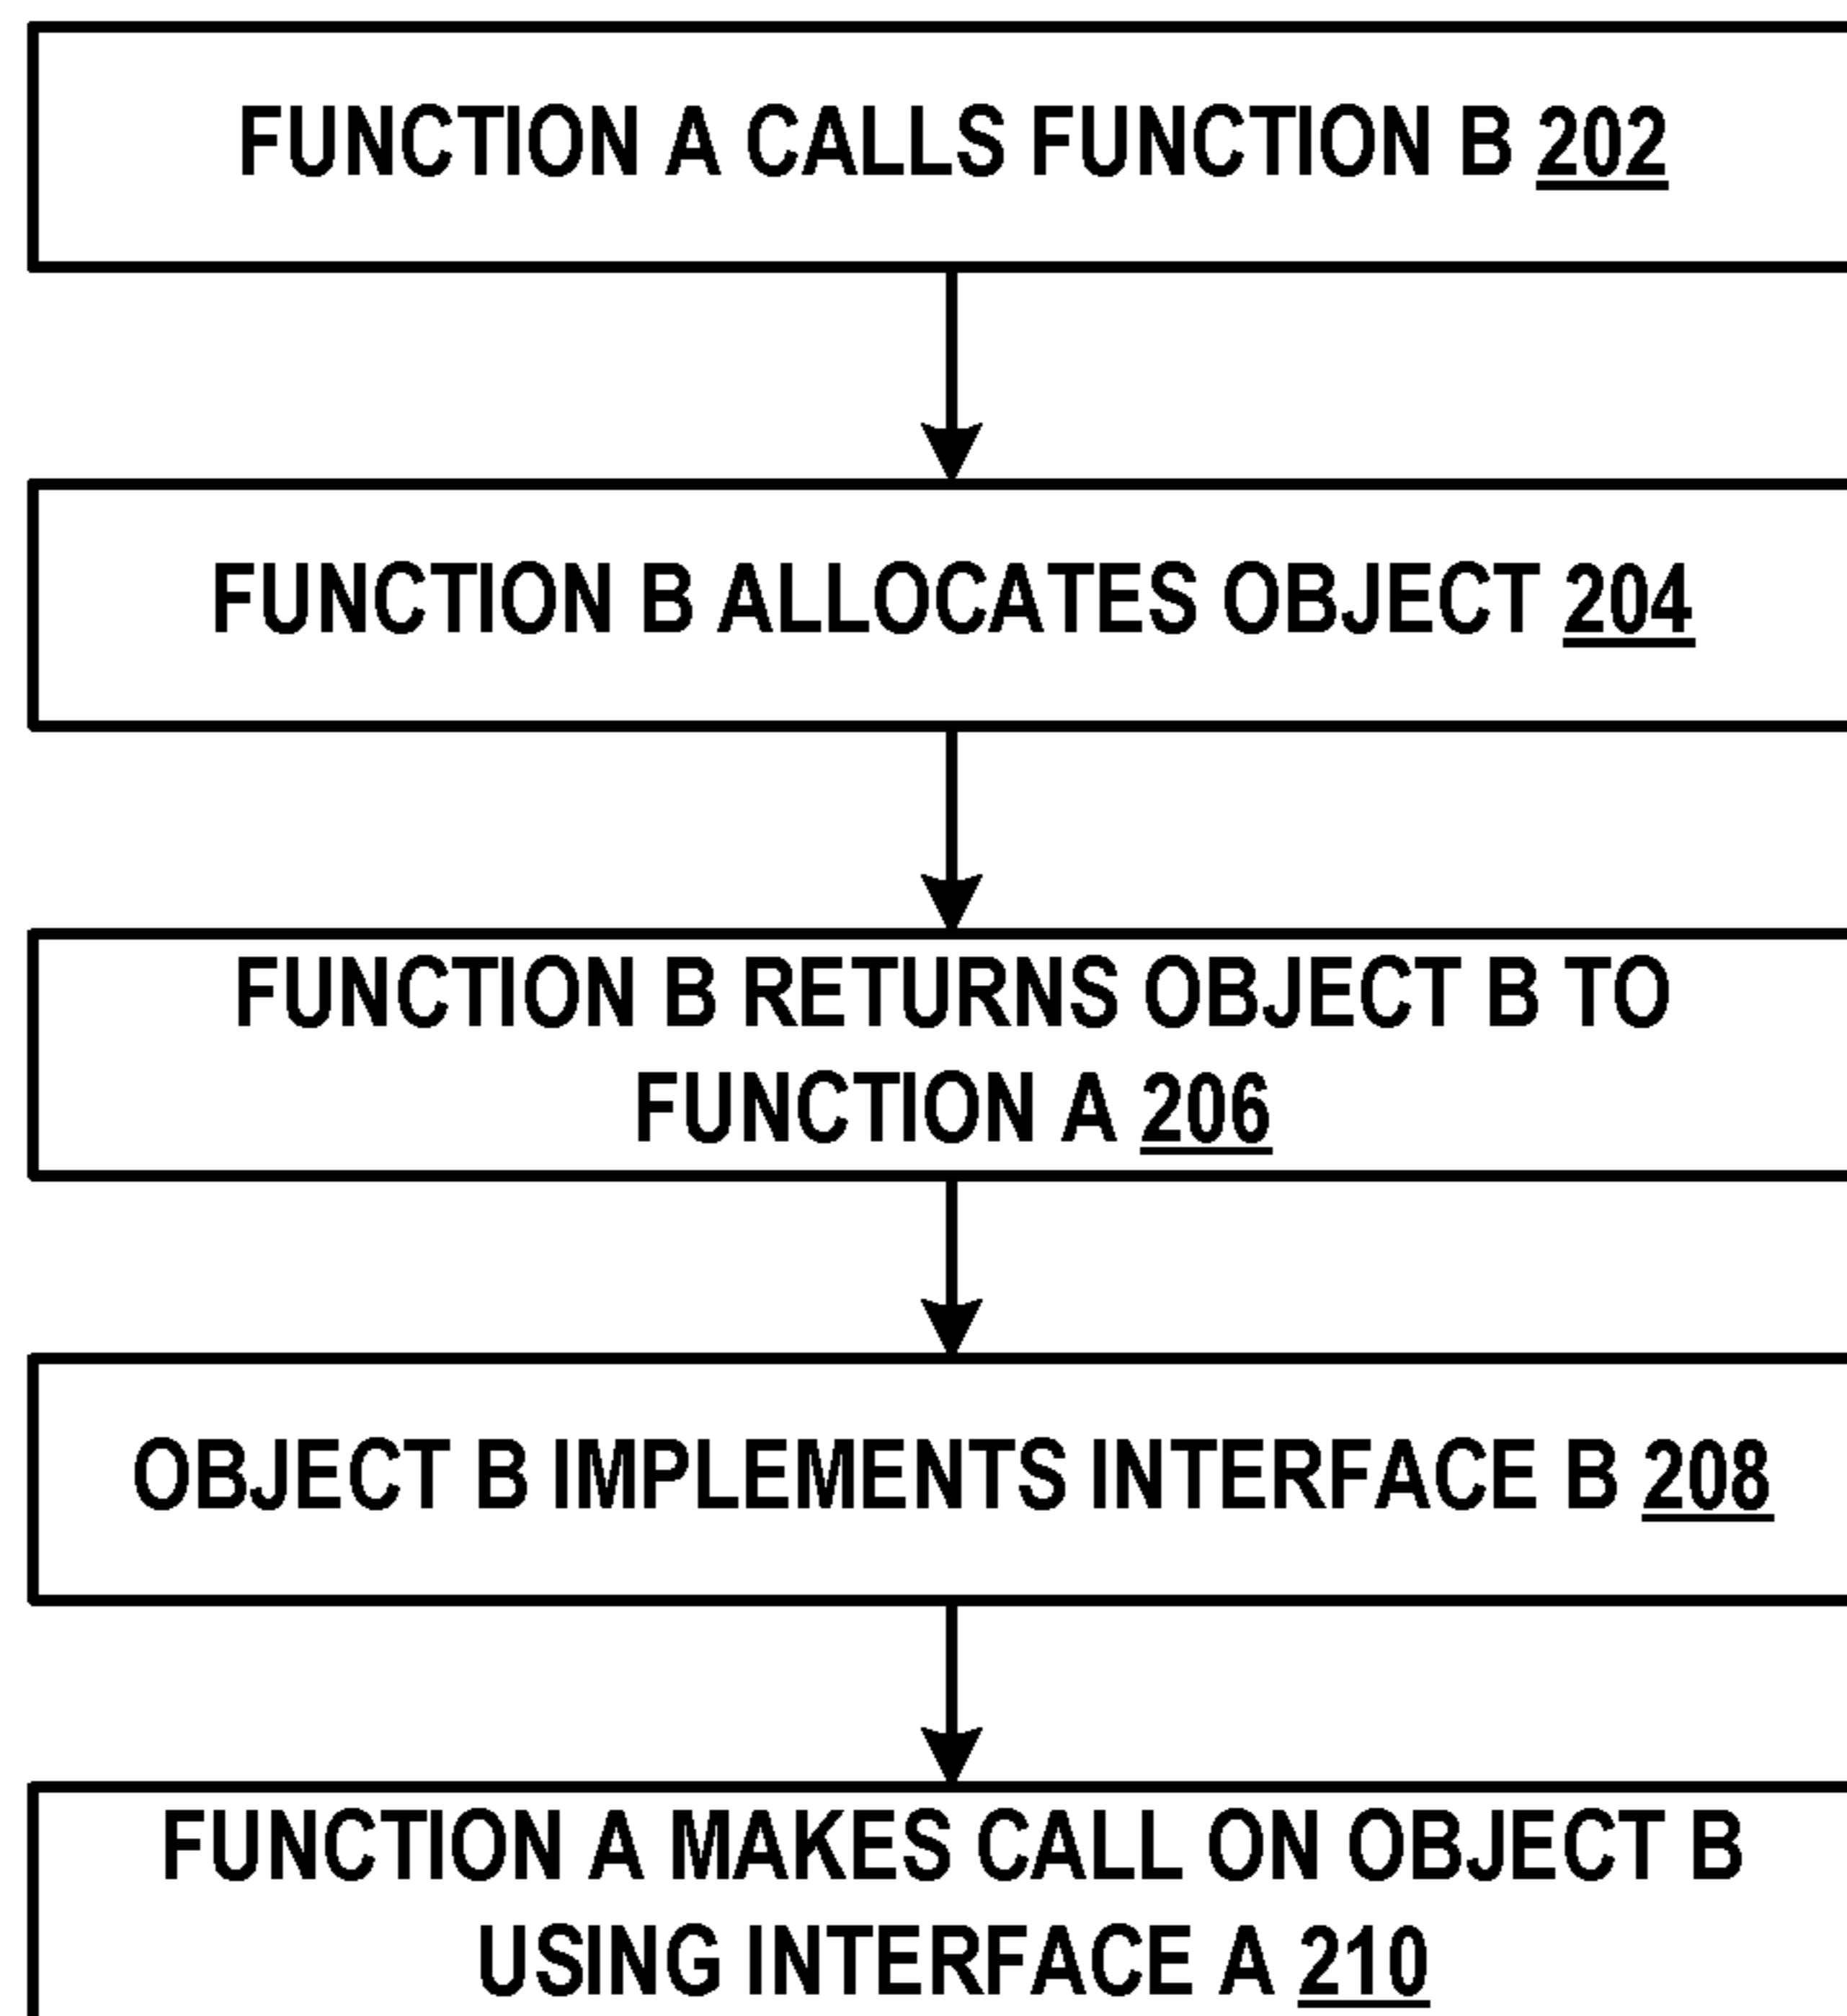 FUNCTION A CALLS FUNCTION B 202
FUNCTION B ALLOCATES OBJECT 204
FUNCTION B RETURNS OBJECT B TO
FUNCTION A 206
OBJECT B IMPLEMENTS INTERFACE B 208
FUNCTION A MAKES CALL ON OBJECT B
USING INTERFACE A 210